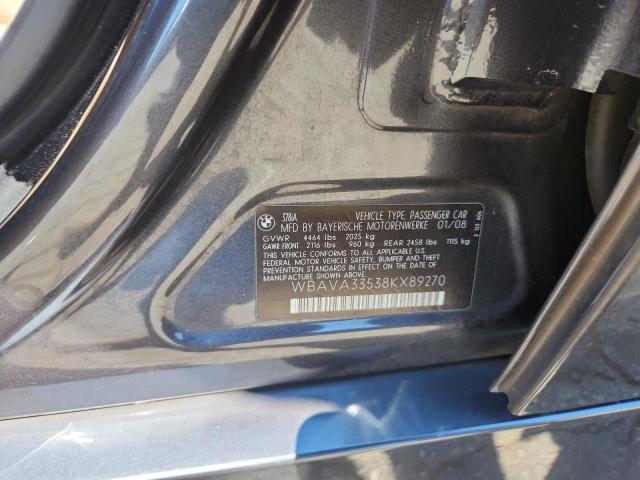 BMW
328iA VEHICLE TYPE PASSENGER CAR
MFD BY BAYERISCHE MOTORENWERKE 01/08
GVWR 4464 lbs 2025 kg
GAWR FRONT 2116 lbs 960 kg REAR 2458 lbs 1115 kg
THIS VEHICLE CONFORMS TO ALL APPLICABLE U.S.
FEDERAL MOTOR VEHICLE SAFETY, BUMPER, AND THEFT
PREVENTION STANDARDS IN EFFECT ON THE DATE OF
MANUFACTURE SHOWN ABOVE.
WBAVA33538KX89270